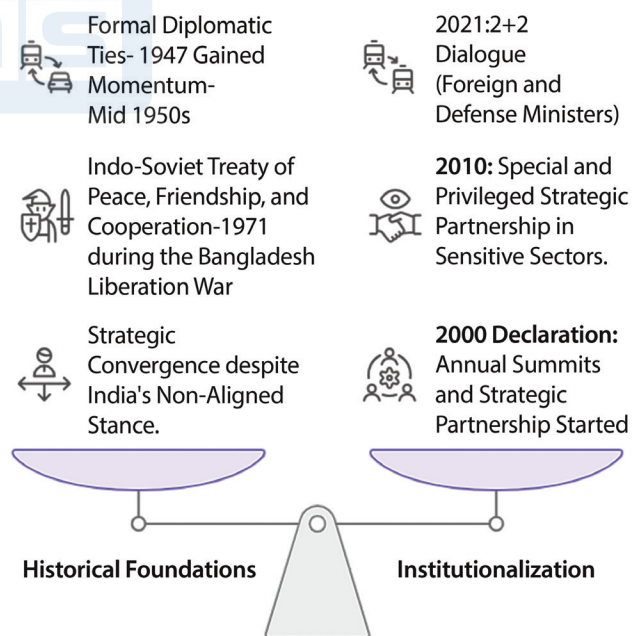 Formal Diplomatic
Ties- 1947 Gained
Momentum-
Mid 1950s
Indo-Soviet Treaty of
Peace, Friendship, and
Cooperation-1971
during the Bangladesh
Liberation War
Strategic
Convergence despite
India's Non-Aligned
Stance.
Historical Foundations
2021:2+2
Dialogue
(Foreign and
Defense Ministers)
2010: Special and
Privileged Strategic
Partnership in
Sensitive Sectors.
2000 Declaration:
Annual Summits
and Strategic
Partnership Started
Institutionalization